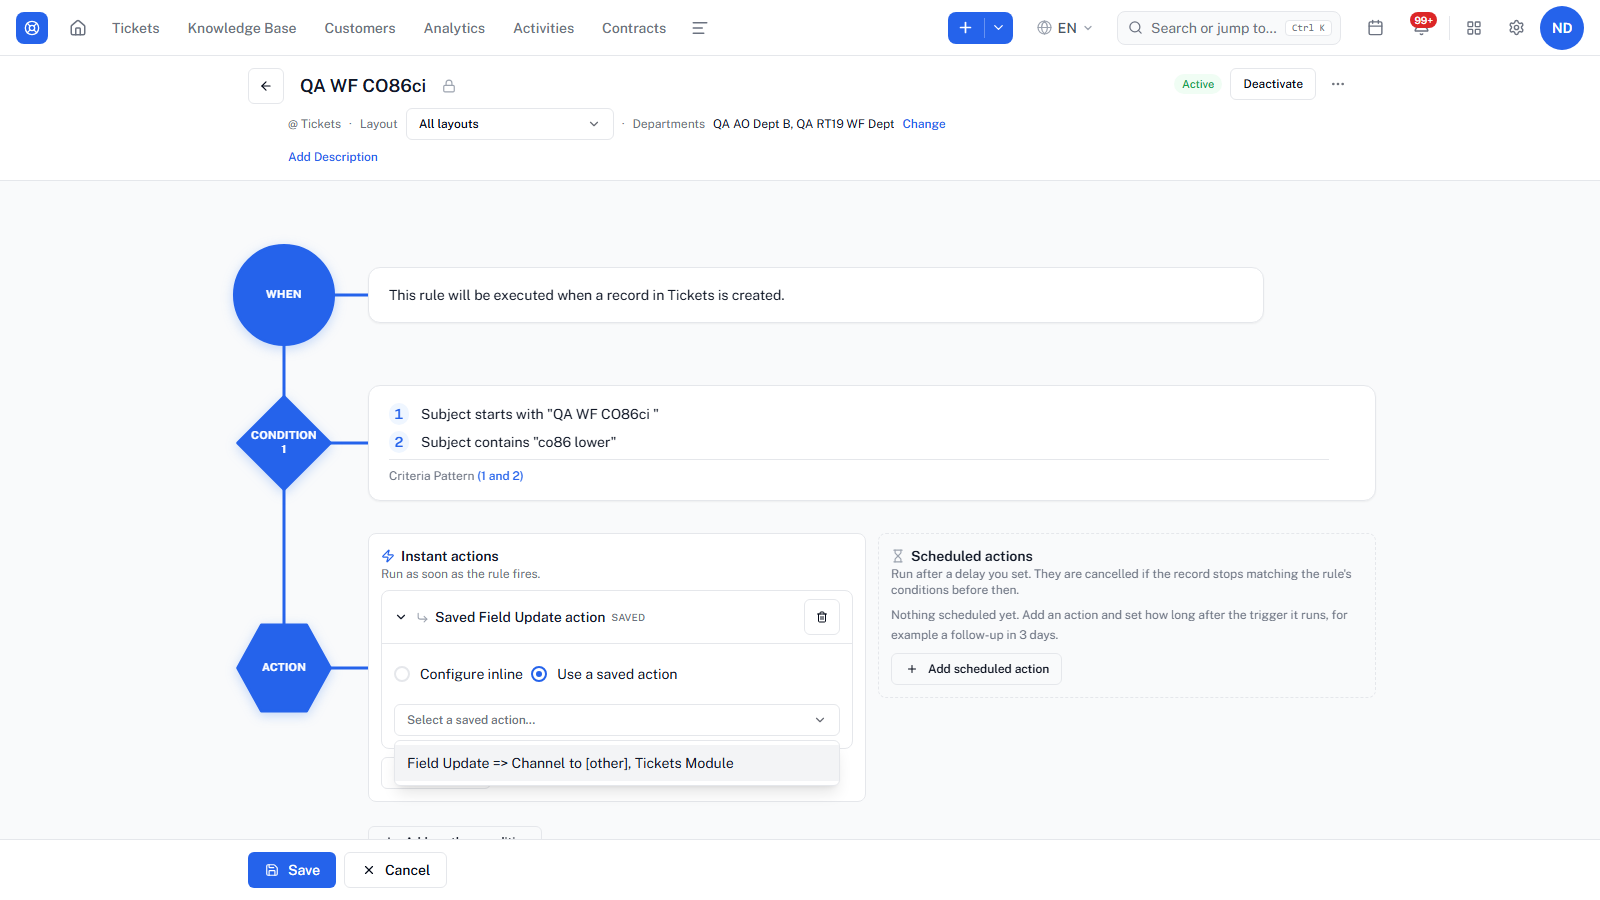 Tickets
Knowledge Base
Customers
Analytics
Activities
Contracts
EN
Search or jump to...
Ctrl K
99+
ND
QA WF CO86ci
Active
Deactivate
@ Tickets · Layout
All layouts
· Departments QA AO Dept B, QA RT19 WF Dept Change
Add Description
WHEN
This rule will be executed when a record in Tickets is created.
CONDITION
1
1 Subject starts with "QA WF CO86ci "
2 Subject contains "co86 lower"
Criteria Pattern (1 and 2)
ACTION
Instant actions
Run as soon as the rule fires.
Saved Field Update action SAVED
Configure inline
Use a saved action
Select a saved action...
Field Update => Channel to [other], Tickets Module
Scheduled actions
Run after a delay you set. They are cancelled if the record stops matching the rule's
conditions before then.
Nothing scheduled yet. Add an action and set how long after the trigger it runs, for
example a follow-up in 3 days.
Add scheduled action
Save
Cancel